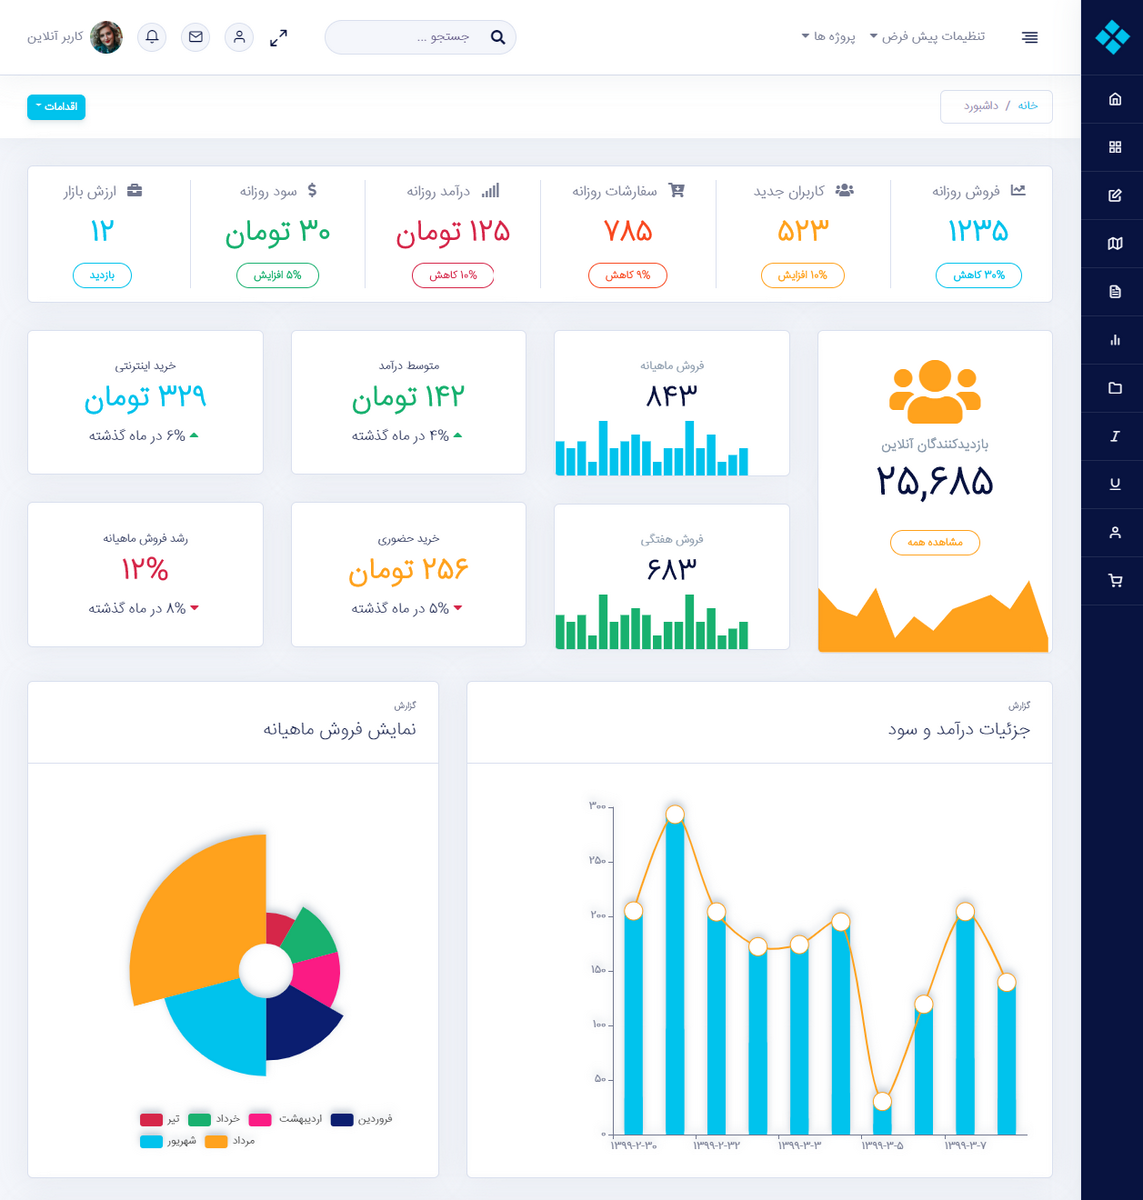 تنظیمات پیش فرض
پروژه ها
جستجو ...
کاربر آنلاین
خانه / داشبورد
اقدامات
فروش روزانه
۱۲۳۵
۳۰% کاهش
کاربران جدید
۵۲۳
۱۰% افزایش
سفارشات روزانه
۷۸۵
۹% کاهش
درآمد روزانه
۱۲۵ تومان
۱۰% کاهش
سود روزانه
۳۰ تومان
۵% افزایش
ارزش بازار
۱۲
بازدید
بازدیدکنندگان آنلاین
۲۵,۶۸۵
مشاهده همه
فروش ماهیانه
۸۴۳
متوسط درآمد
۱۴۲ تومان
۴% در ماه گذشته
خرید اینترنتی
۳۲۹ تومان
۶% در ماه گذشته
فروش هفتگی
۶۸۳
خرید حضوری
۲۵۶ تومان
۵% در ماه گذشته
رشد فروش ماهیانه
۱۲%
۸% در ماه گذشته
گزارش
جزئیات درآمد و سود
۳۰۰
۲۵۰
۲۰۰
۱۵۰
۱۰۰
۵۰
۰
۱۳۹۹-۲-۳۰
۱۳۹۹-۲-۳۲
۱۳۹۹-۳-۳
۱۳۹۹-۳-۵
۱۳۹۹-۳-۷
گزارش
نمایش فروش ماهیانه
فروردین
اردیبهشت
خرداد
تیر
مرداد
شهریور